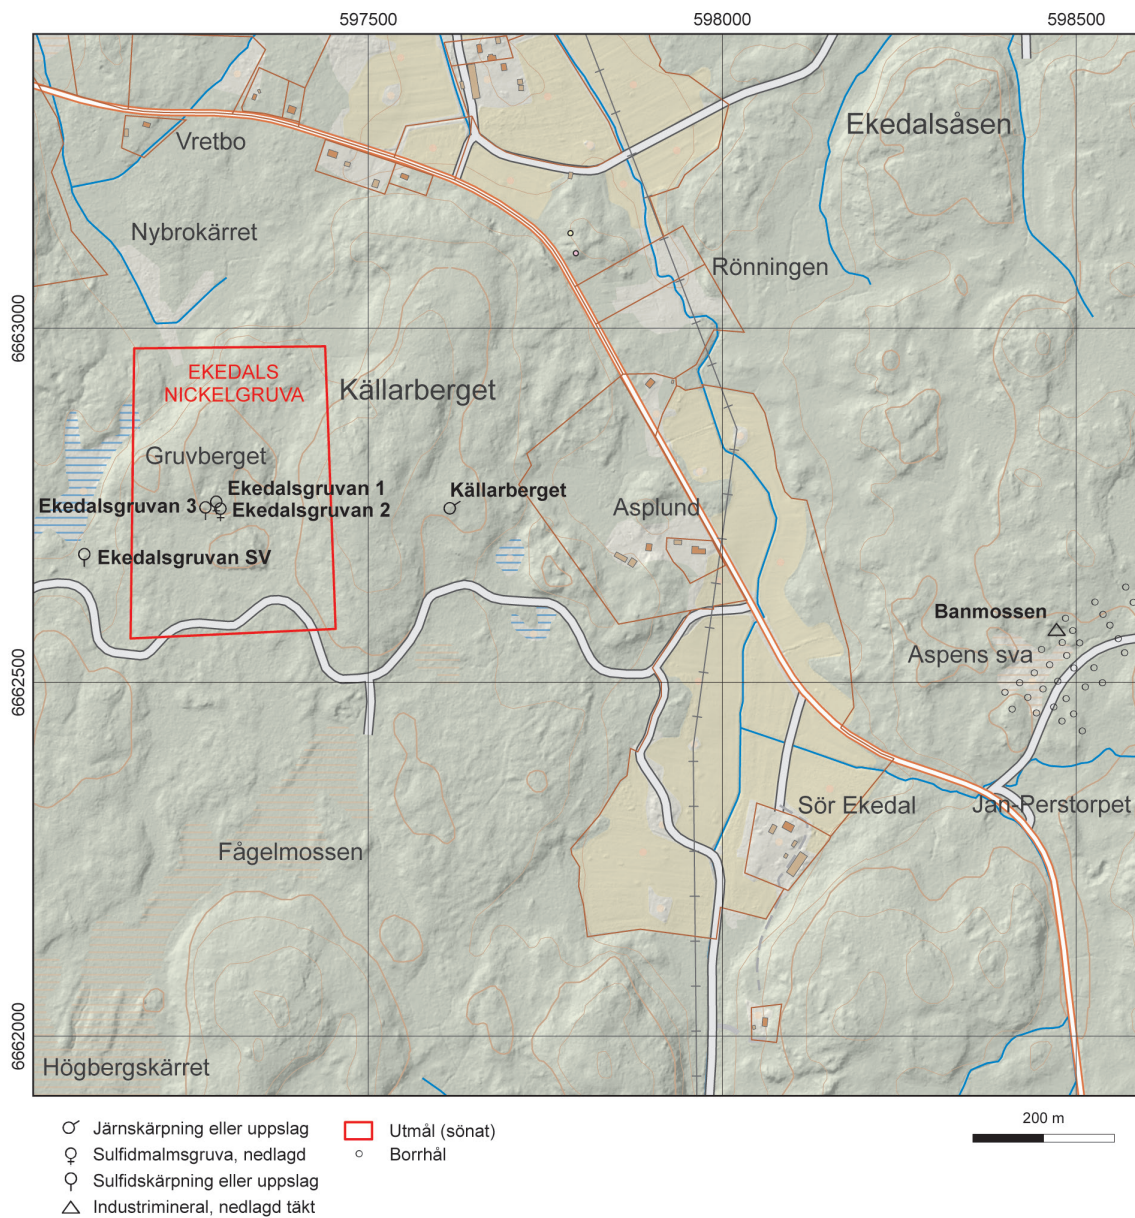 597500
598000
598500
Ekedalsåsen
Vretbo
Nybrokärret
Rönningen
6663000
EKEDALS
NICKELGRUVA
Källarberget
Gruvberget
Ekedalsgruvan 1
Källarberget
Ekedalsgruvan 3
Ekedalsgruvan 2
Asplund
Ekedalsgruvan SV
Banmossen
Aspens sva
6662500
Sör Ekedal
Jan-Perstorpet
Fågelmossen
6662000
Högbergskärret
Järnskärpning eller uppslag
Sulfidmalmsgruva, nedlagd
Sulfidskärpning eller uppslag
Industrimineral, nedlagd täkt
Utmål (sönat)
Borrhål
200 m